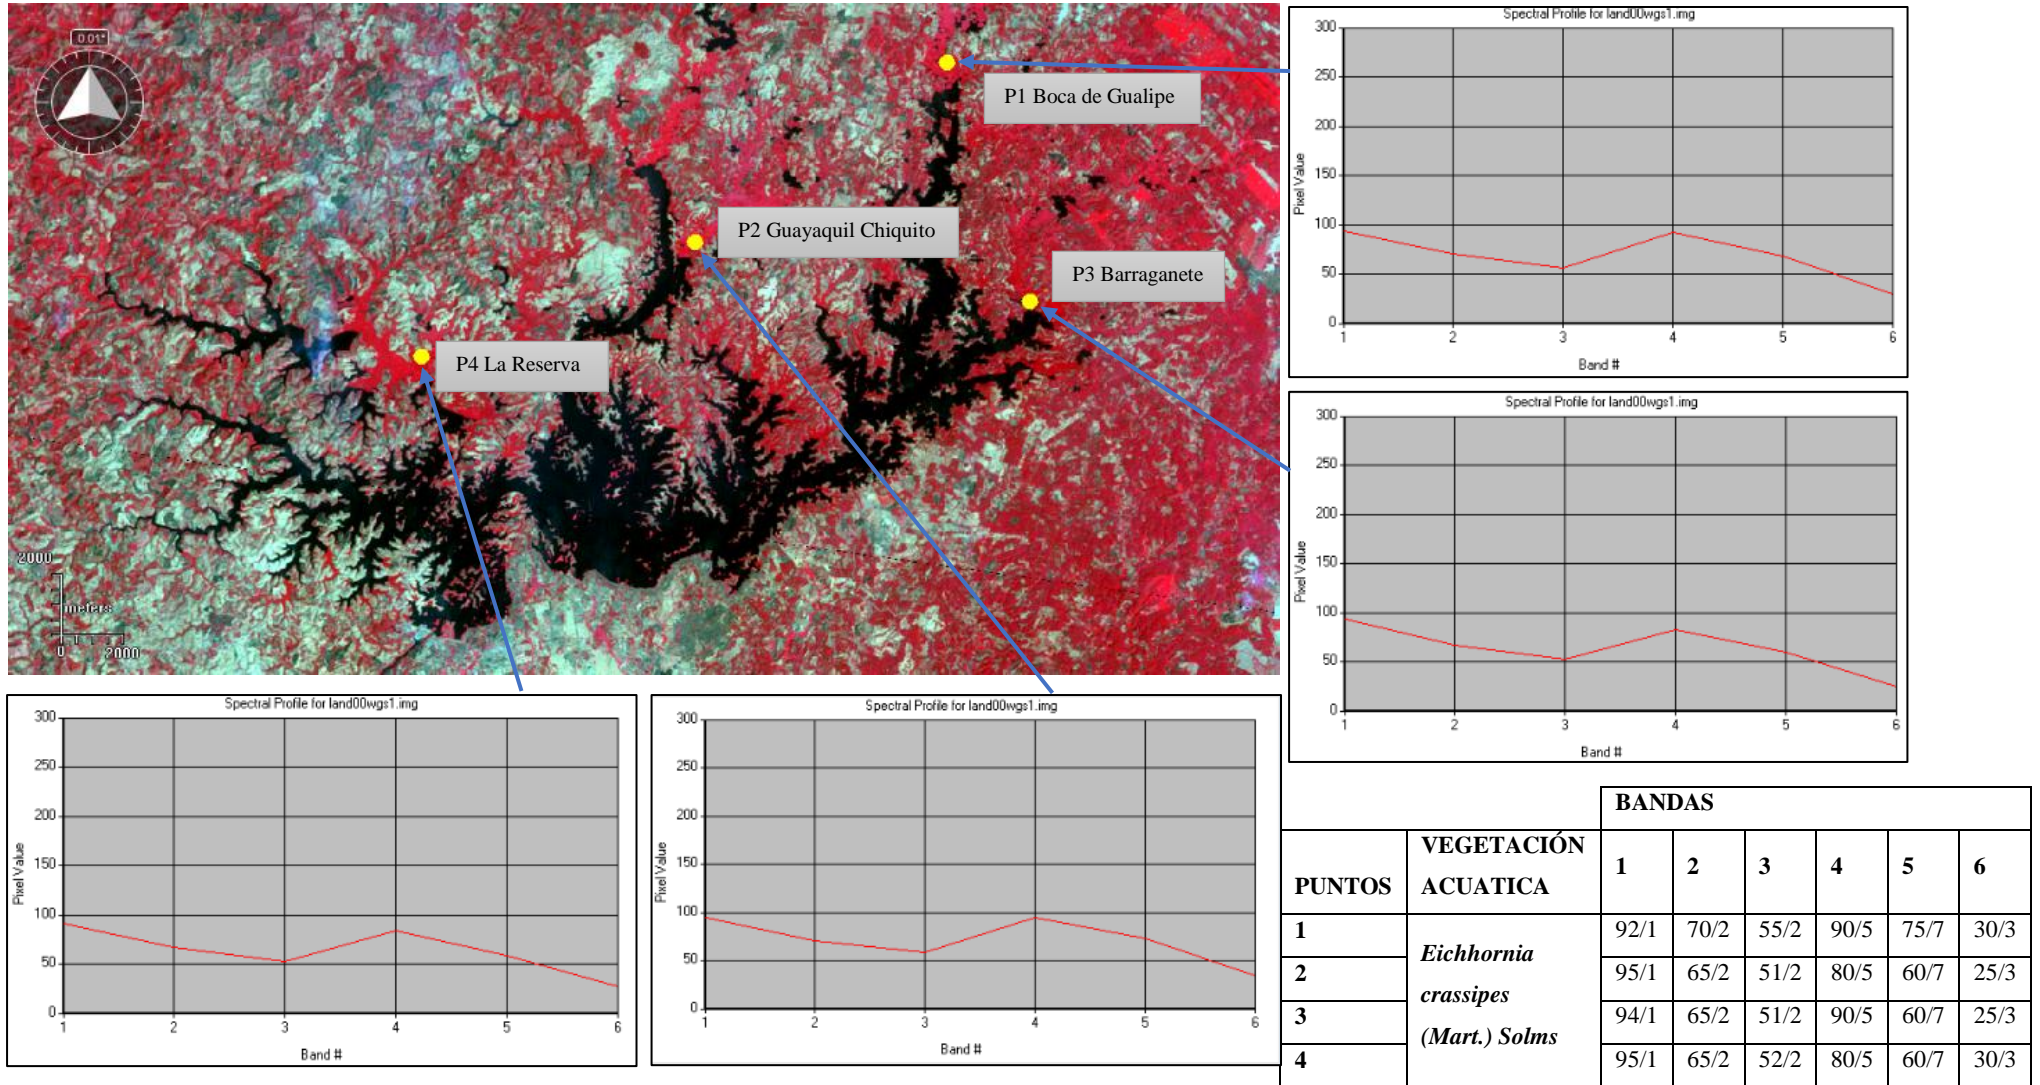 0.01°
P1 Boca de Gualipe
P2 Guayaquil Chiquito
P3 Barraganete
P4 La Reserva
2000
meters
0 2000
Spectral Profile for land00wgs1.img
300
250
200
150
100
50
0
Pixel Value
1 2 3 4 5 6
Band #
Spectral Profile for land00wgs1.img
300
250
200
150
100
50
0
Pixel Value
1 2 3 4 5 6
Band #
Spectral Profile for land00wgs1.img
300
250
200
150
100
50
0
Pixel Value
1 2 3 4 5 6
Band #
Spectral Profile for land00wgs1.img
300
250
200
150
100
50
0
Pixel Value
1 2 3 4 5 6
Band #
BANDAS
PUNTOS VEGETACIÓN ACUATICA 1 2 3 4 5 6
1 92/1 70/2 55/2 90/5 75/7 30/3
2 95/1 65/2 51/2 80/5 60/7 25/3
3 94/1 65/2 51/2 90/5 60/7 25/3
4 95/1 65/2 52/2 80/5 60/7 30/3
Eichhornia
crassipes
(Mart.) Solms